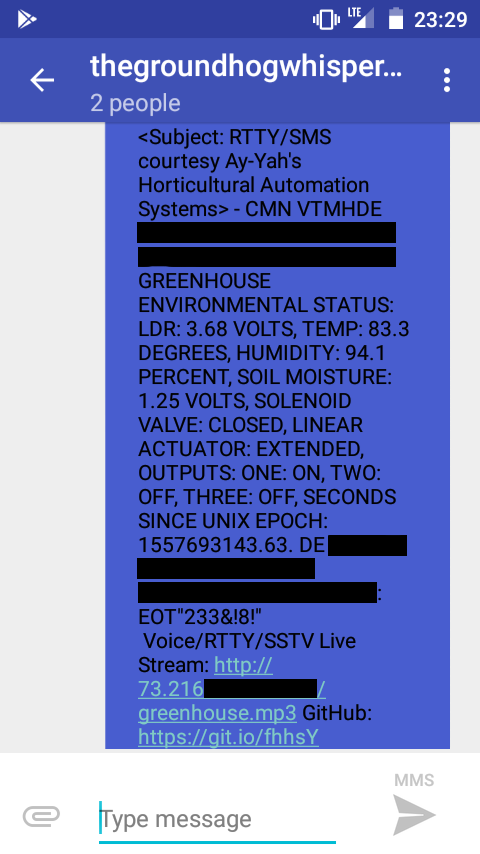 LTE
23:29
thegroundhogwhisper...
2 people
<Subject: RTTY/SMS
courtesy Ay-Yah's
Horticultural Automation
Systems> - CMN VTMHDE
GREENHOUSE
ENVIRONMENTAL STATUS:
LDR: 3.68 VOLTS, TEMP: 83.3
DEGREES, HUMIDITY: 94.1
PERCENT, SOIL MOISTURE:
1.25 VOLTS, SOLENOID
VALVE: CLOSED, LINEAR
ACTUATOR: EXTENDED,
OUTPUTS: ONE: ON, TWO:
OFF, THREE: OFF, SECONDS
SINCE UNIX EPOCH:
1557693143.63. DE
:
EOT"233&!8!"
Voice/RTTY/SSTV Live
Stream: http://
73.216 /
greenhouse.mp3 GitHub:
https://git.io/fhhsY
MMS
Type message